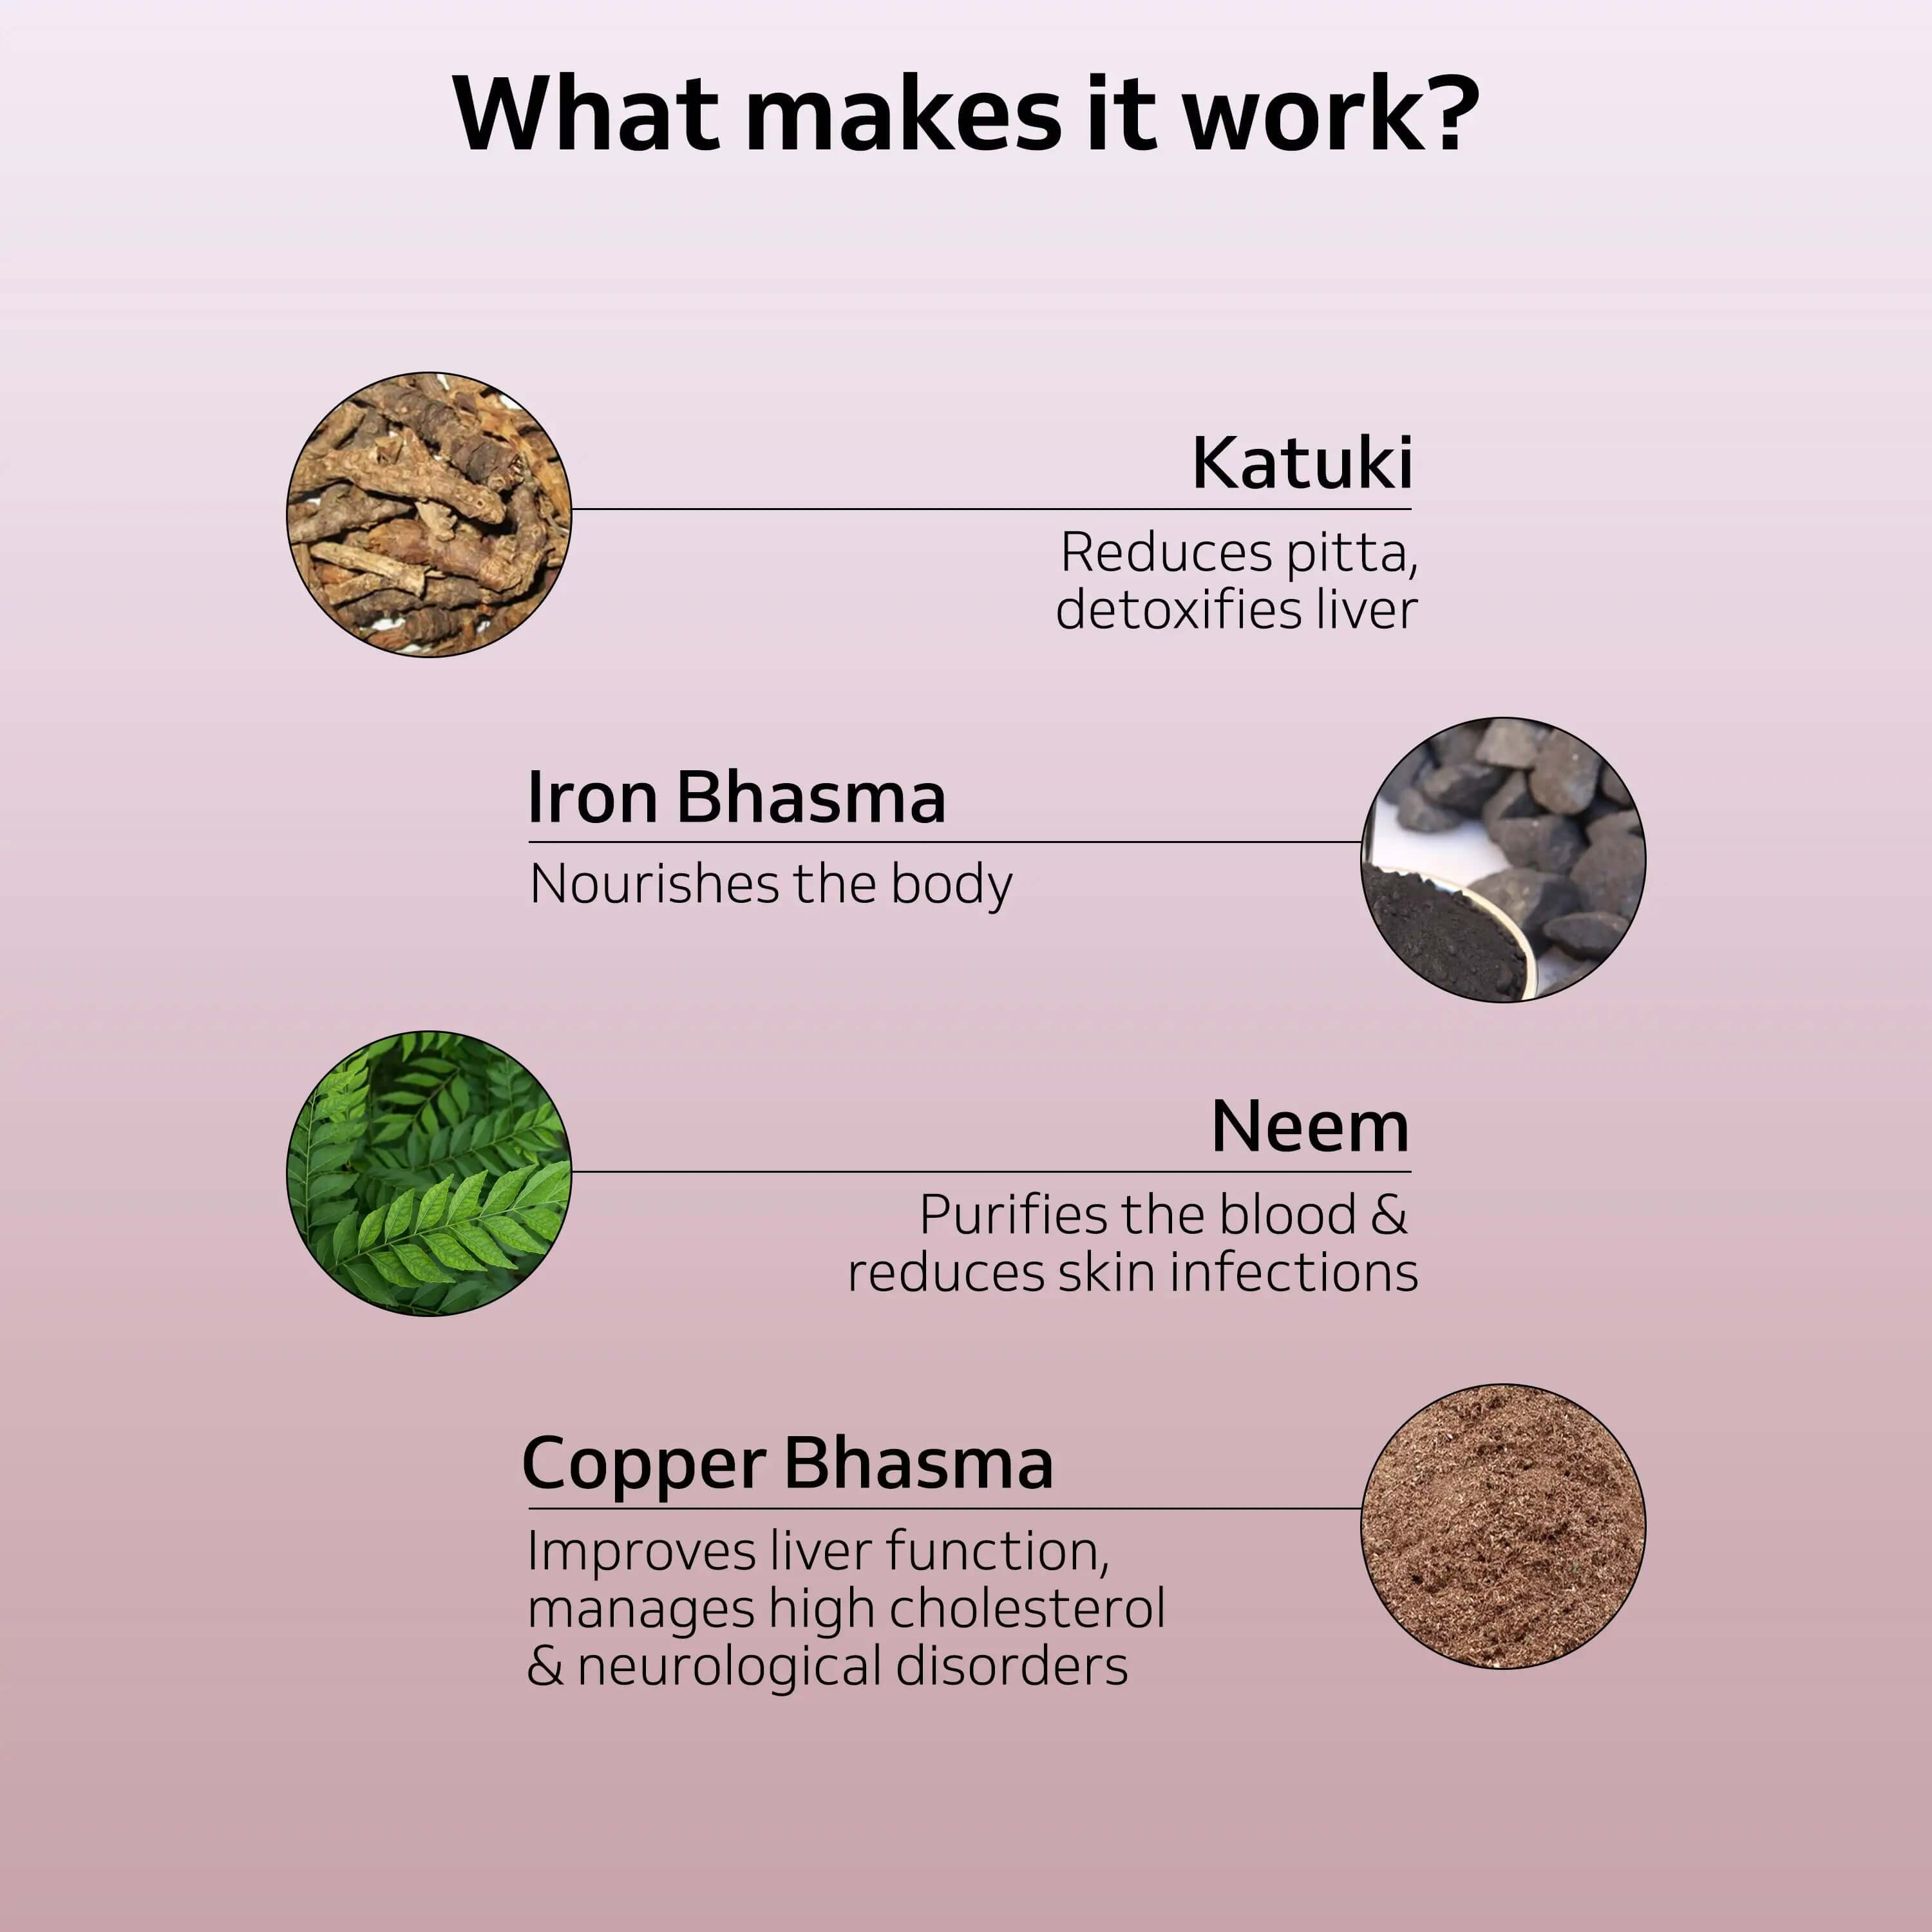 What makes it work?
Katuki
Reduces pitta,
detoxifies liver
Iron Bhasma
Nourishes the body
Neem
Purifies the blood &
reduces skin infections
Copper Bhasma
Improves liver function,
manages high cholesterol
& neurological disorders